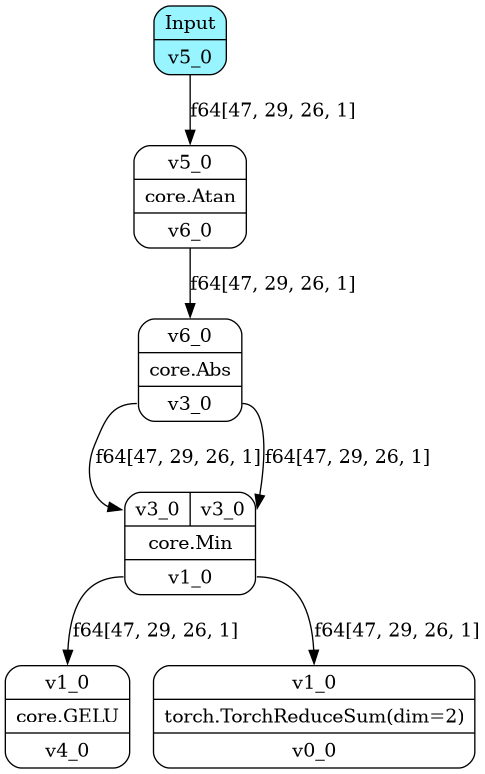 Input
v5_0
f64[47, 29, 26, 1]
v5_0
core.Atan
v6_0
f64[47, 29, 26, 1]
v6_0
core.Abs
v3_0
f64[47, 29, 26, 1] f64[47, 29, 26, 1]
v3_0 v3_0
core.Min
v1_0
f64[47, 29, 26, 1] f64[47, 29, 26, 1]
v1_0 v1_0
core.GELU torch.TorchReduceSum(dim=2)
v4_0 v0_0